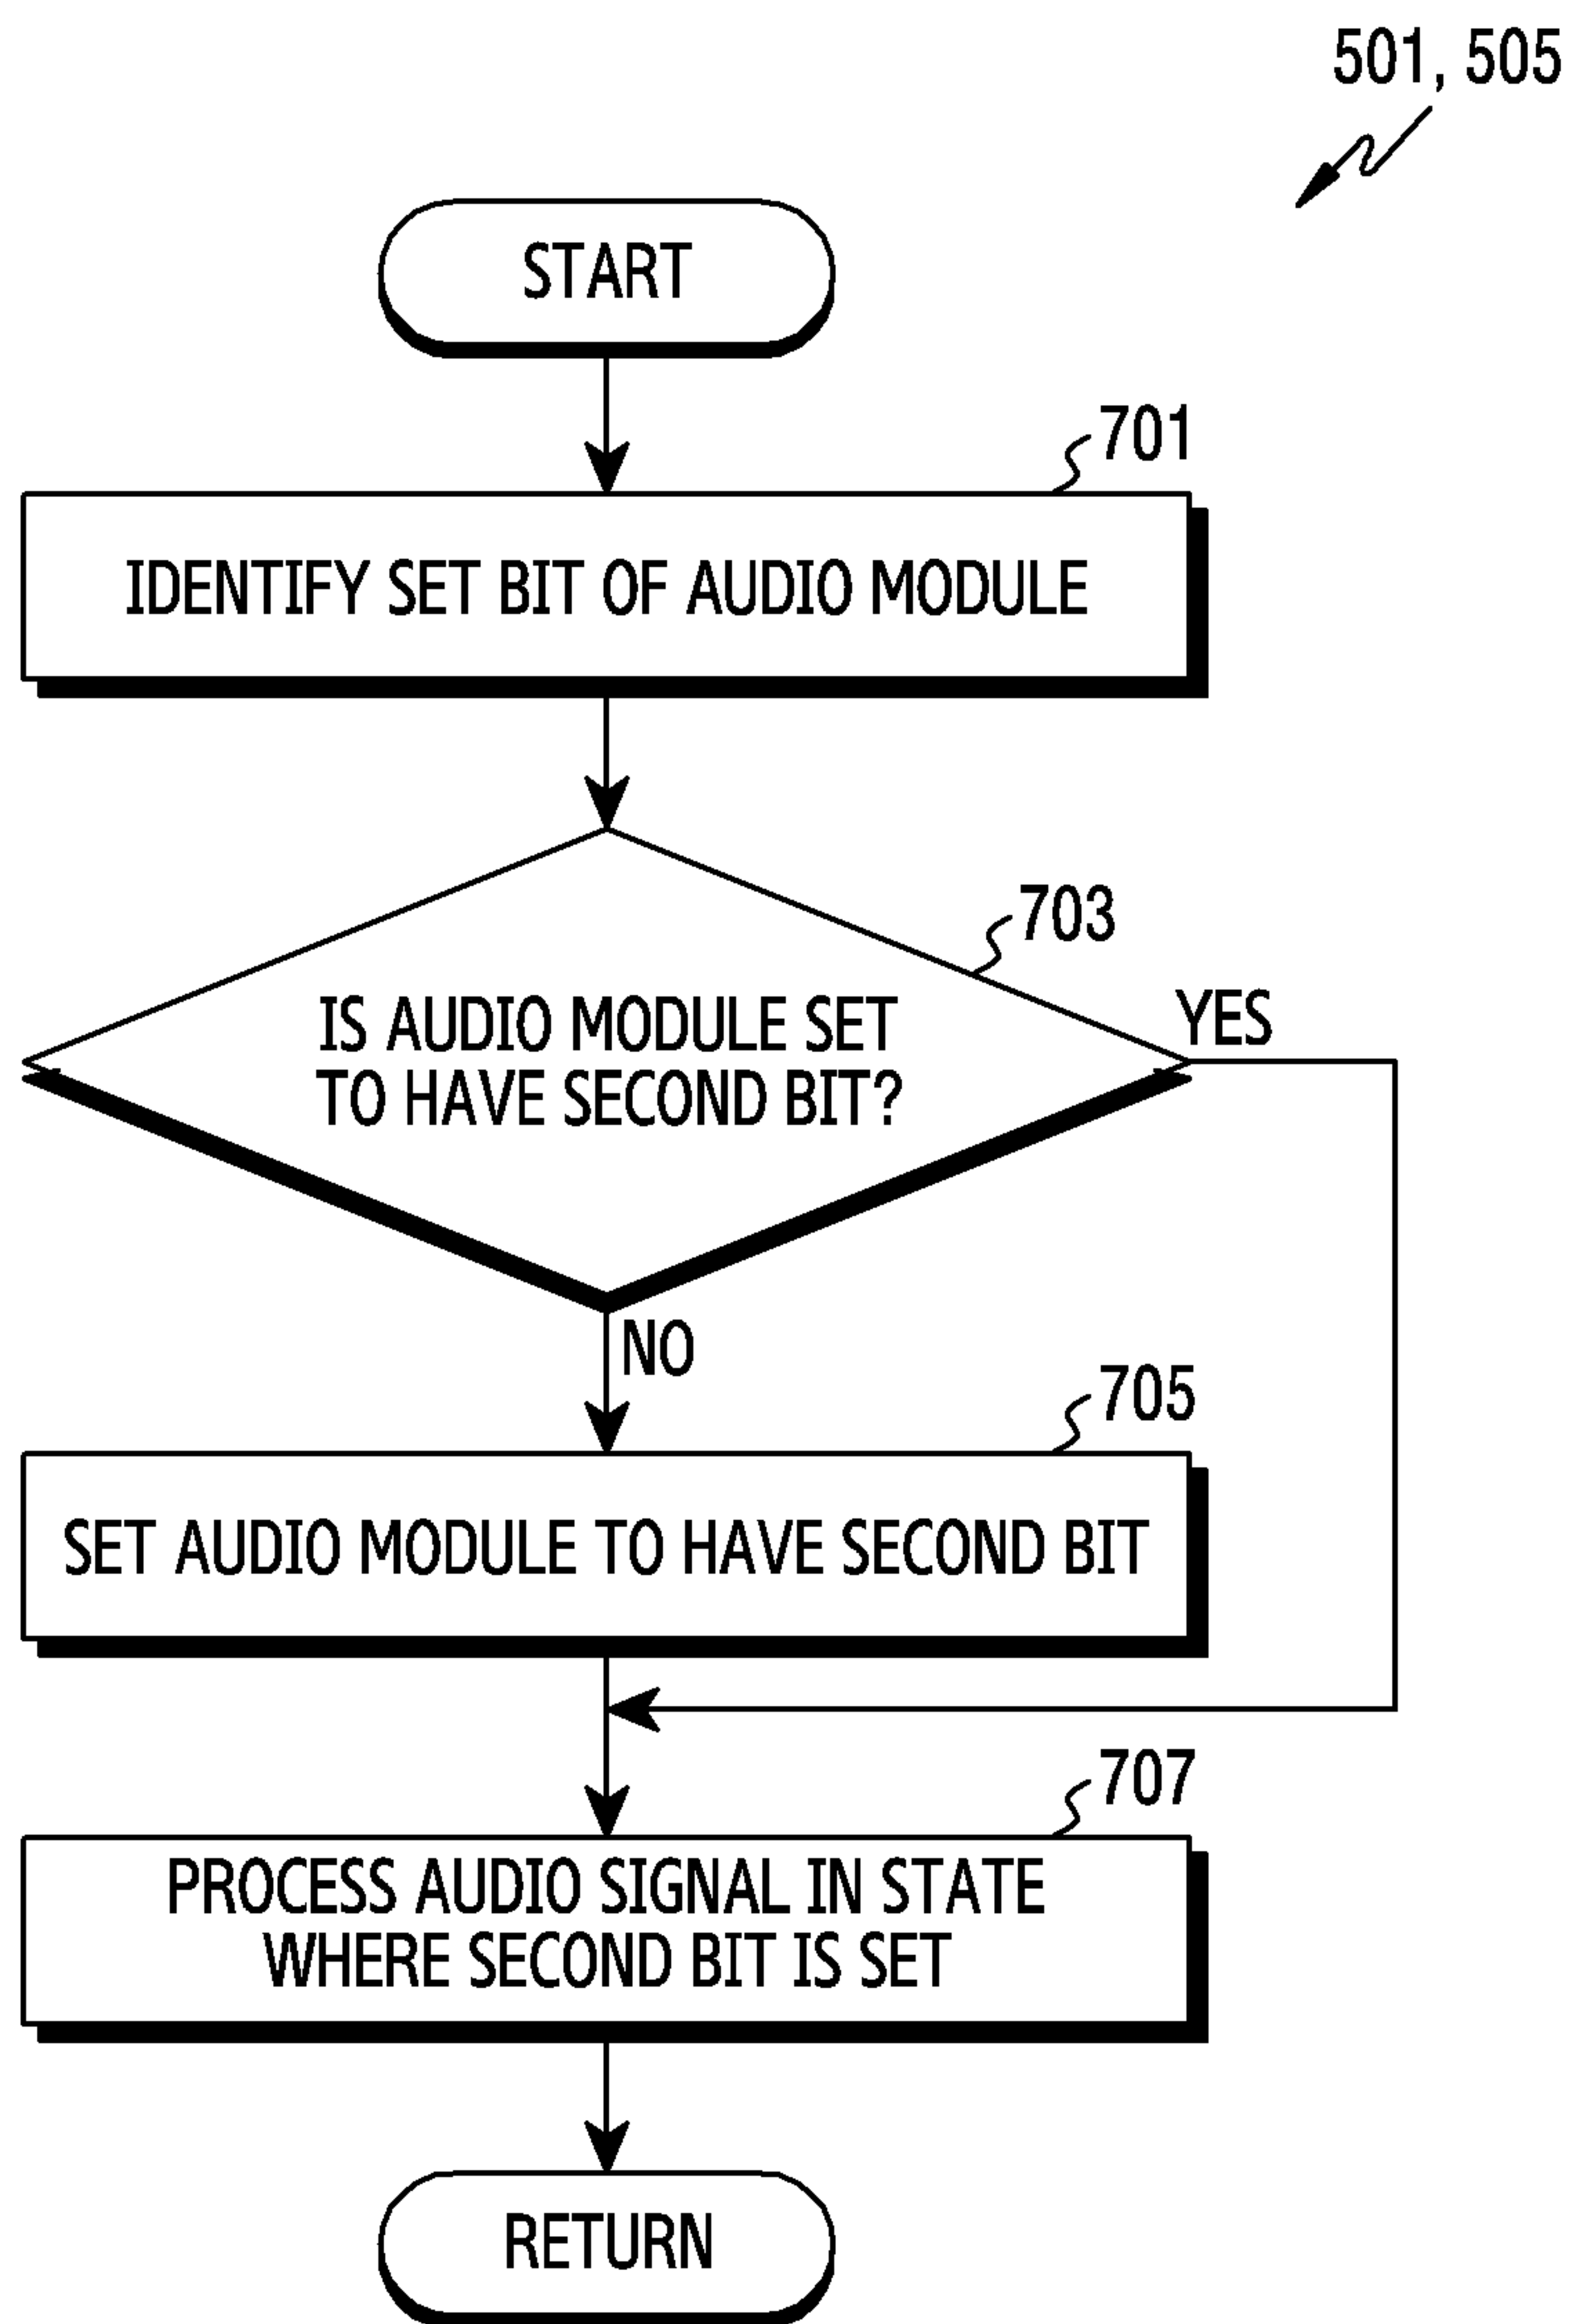 501, 505
START
701
IDENTIFY SET BIT OF AUDIO MODULE
703
IS AUDIO MODULE SET
TO HAVE SECOND BIT?
YES
NO
705
SET AUDIO MODULE TO HAVE SECOND BIT
707
PROCESS AUDIO SIGNAL IN STATE
WHERE SECOND BIT IS SET
RETURN